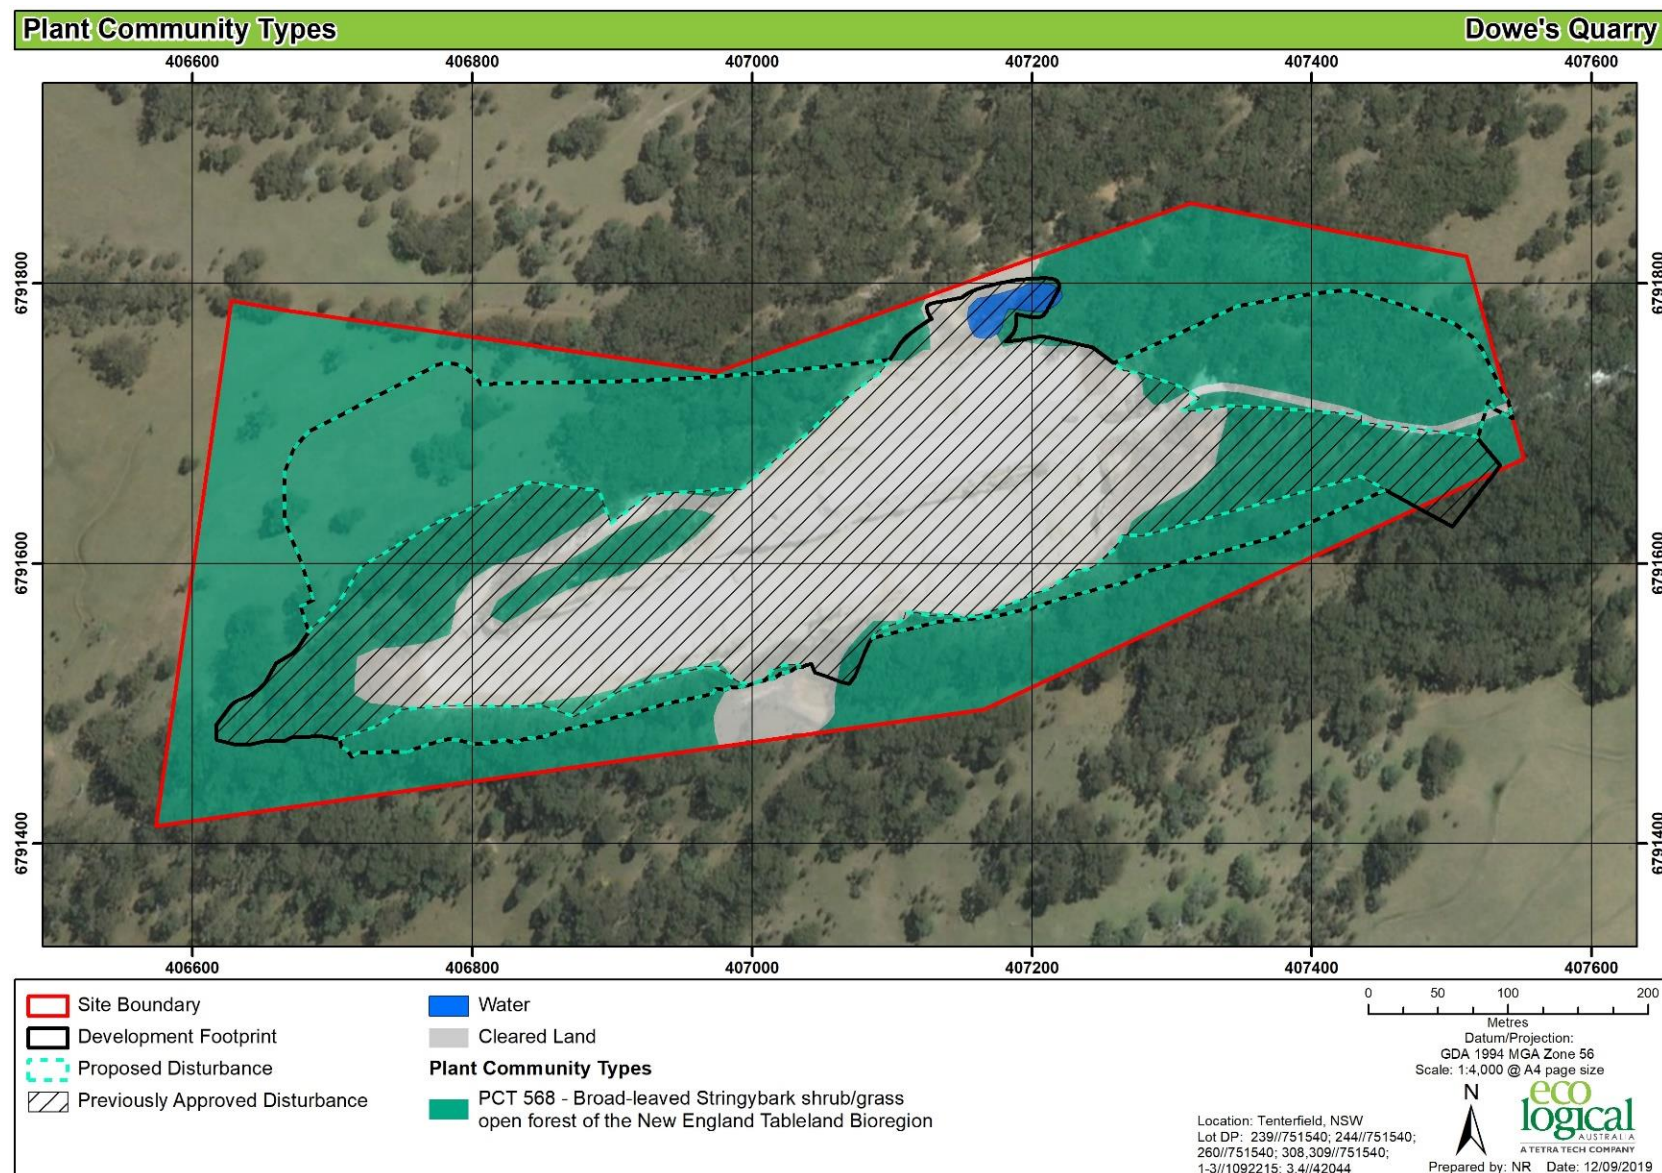 Plant Community Types
Dowe's Quarry
406600 406800 407000 407200 407400 407600
6791800 6791800
6791600 6791600
6791400 6791400
406600 406800 407000 407200 407400 407600
Site Boundary
Development Footprint
Proposed Disturbance
Previously Approved Disturbance
Water
Cleared Land
Plant Community Types
PCT 568 - Broad-leaved Stringybark shrub/grass
open forest of the New England Tableland Bioregion
0 50 100 200
Metres
Datum/Projection:
GDA 1994 MGA Zone 56
Scale: 1:4,000 @ A4 page size
Location: Tenterfield, NSW
Lot DP: 239//751540; 244//751540;
260//751540; 308,309//751540;
1-3//1092215; 3.4//42044
N
eco
logical
AUSTRALIA
A TETRA TECH COMPANY
Prepared by: NR Date: 12/09/2019